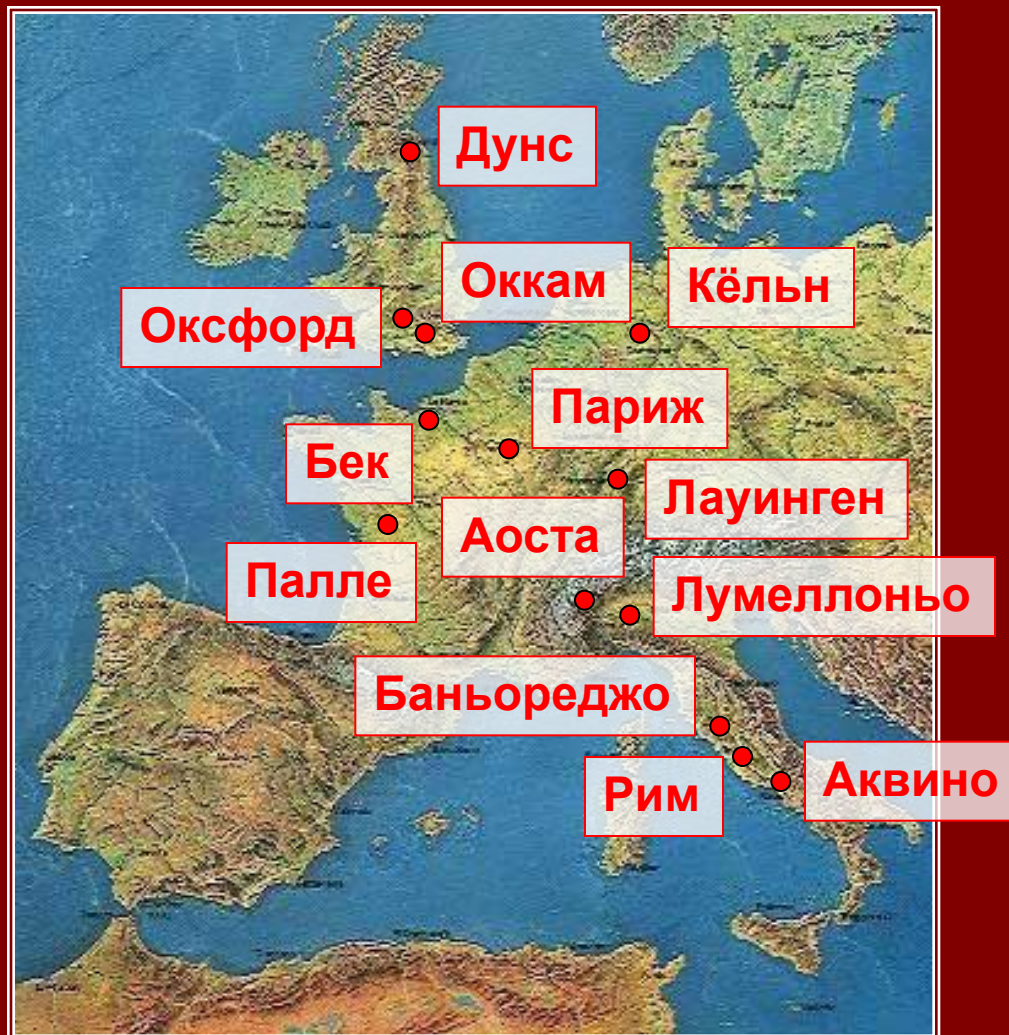 Дунс
Оккам
Кёльн
Оксфорд
Париж
Бек
Лауинген
Аоста
Палле
Лумеллоньо
Баньореджо
Рим
Аквино